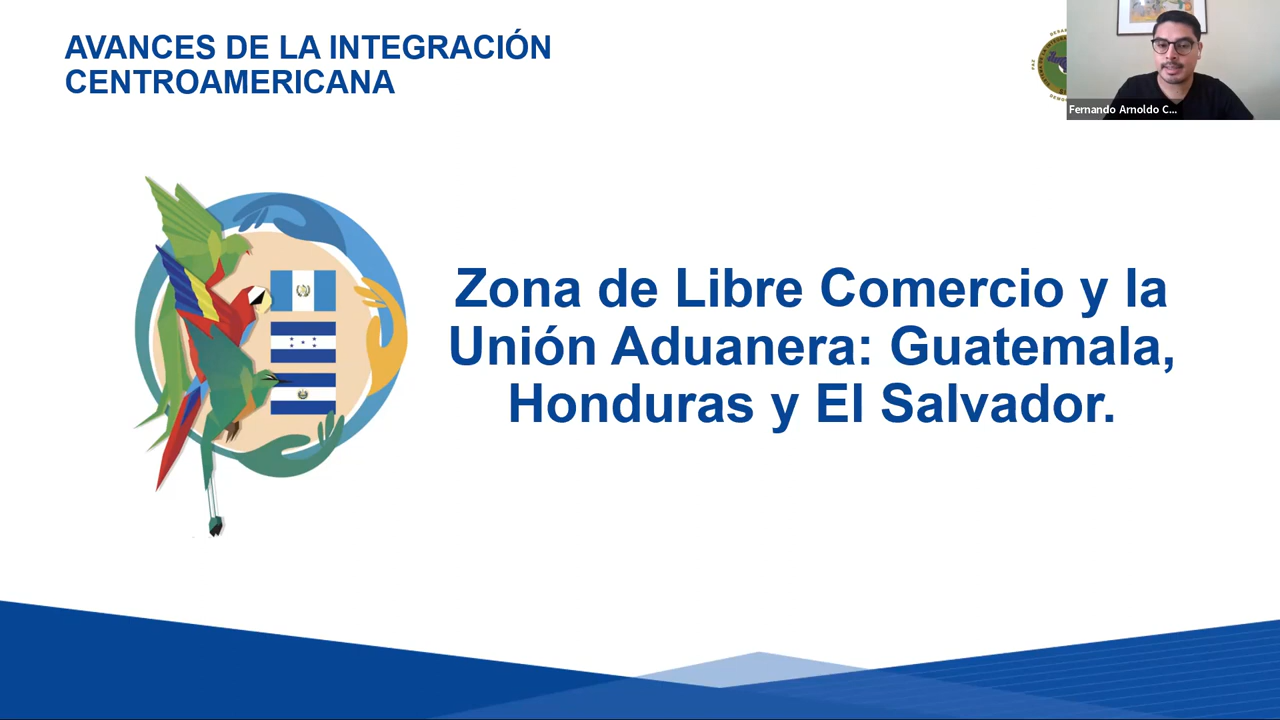 AVANCES DE LA INTEGRACIÓN
CENTROAMERICANA
Fernando Arnoldo C...
Zona de Libre Comercio y la
Unión Aduanera: Guatemala,
Honduras y El Salvador.